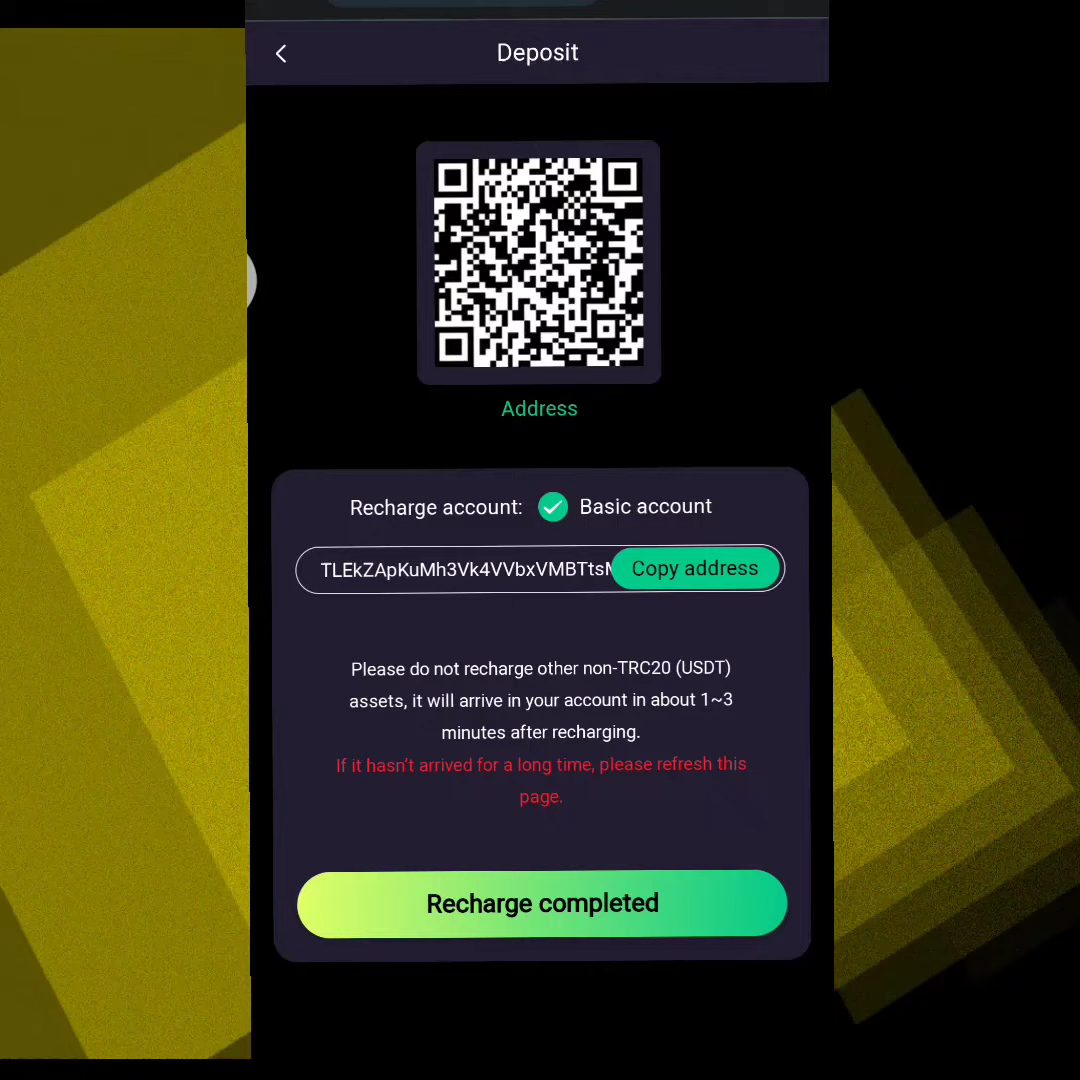 Deposit
Address
Recharge account: Basic account
TLEkZApKuMh3Vk4VVbxVMBTtsM Copy address
Please do not recharge other non-TRC20 (USDT)
assets, it will arrive in your account in about 1~3
minutes after recharging.
If it hasn't arrived for a long time, please refresh this
page.
Recharge completed